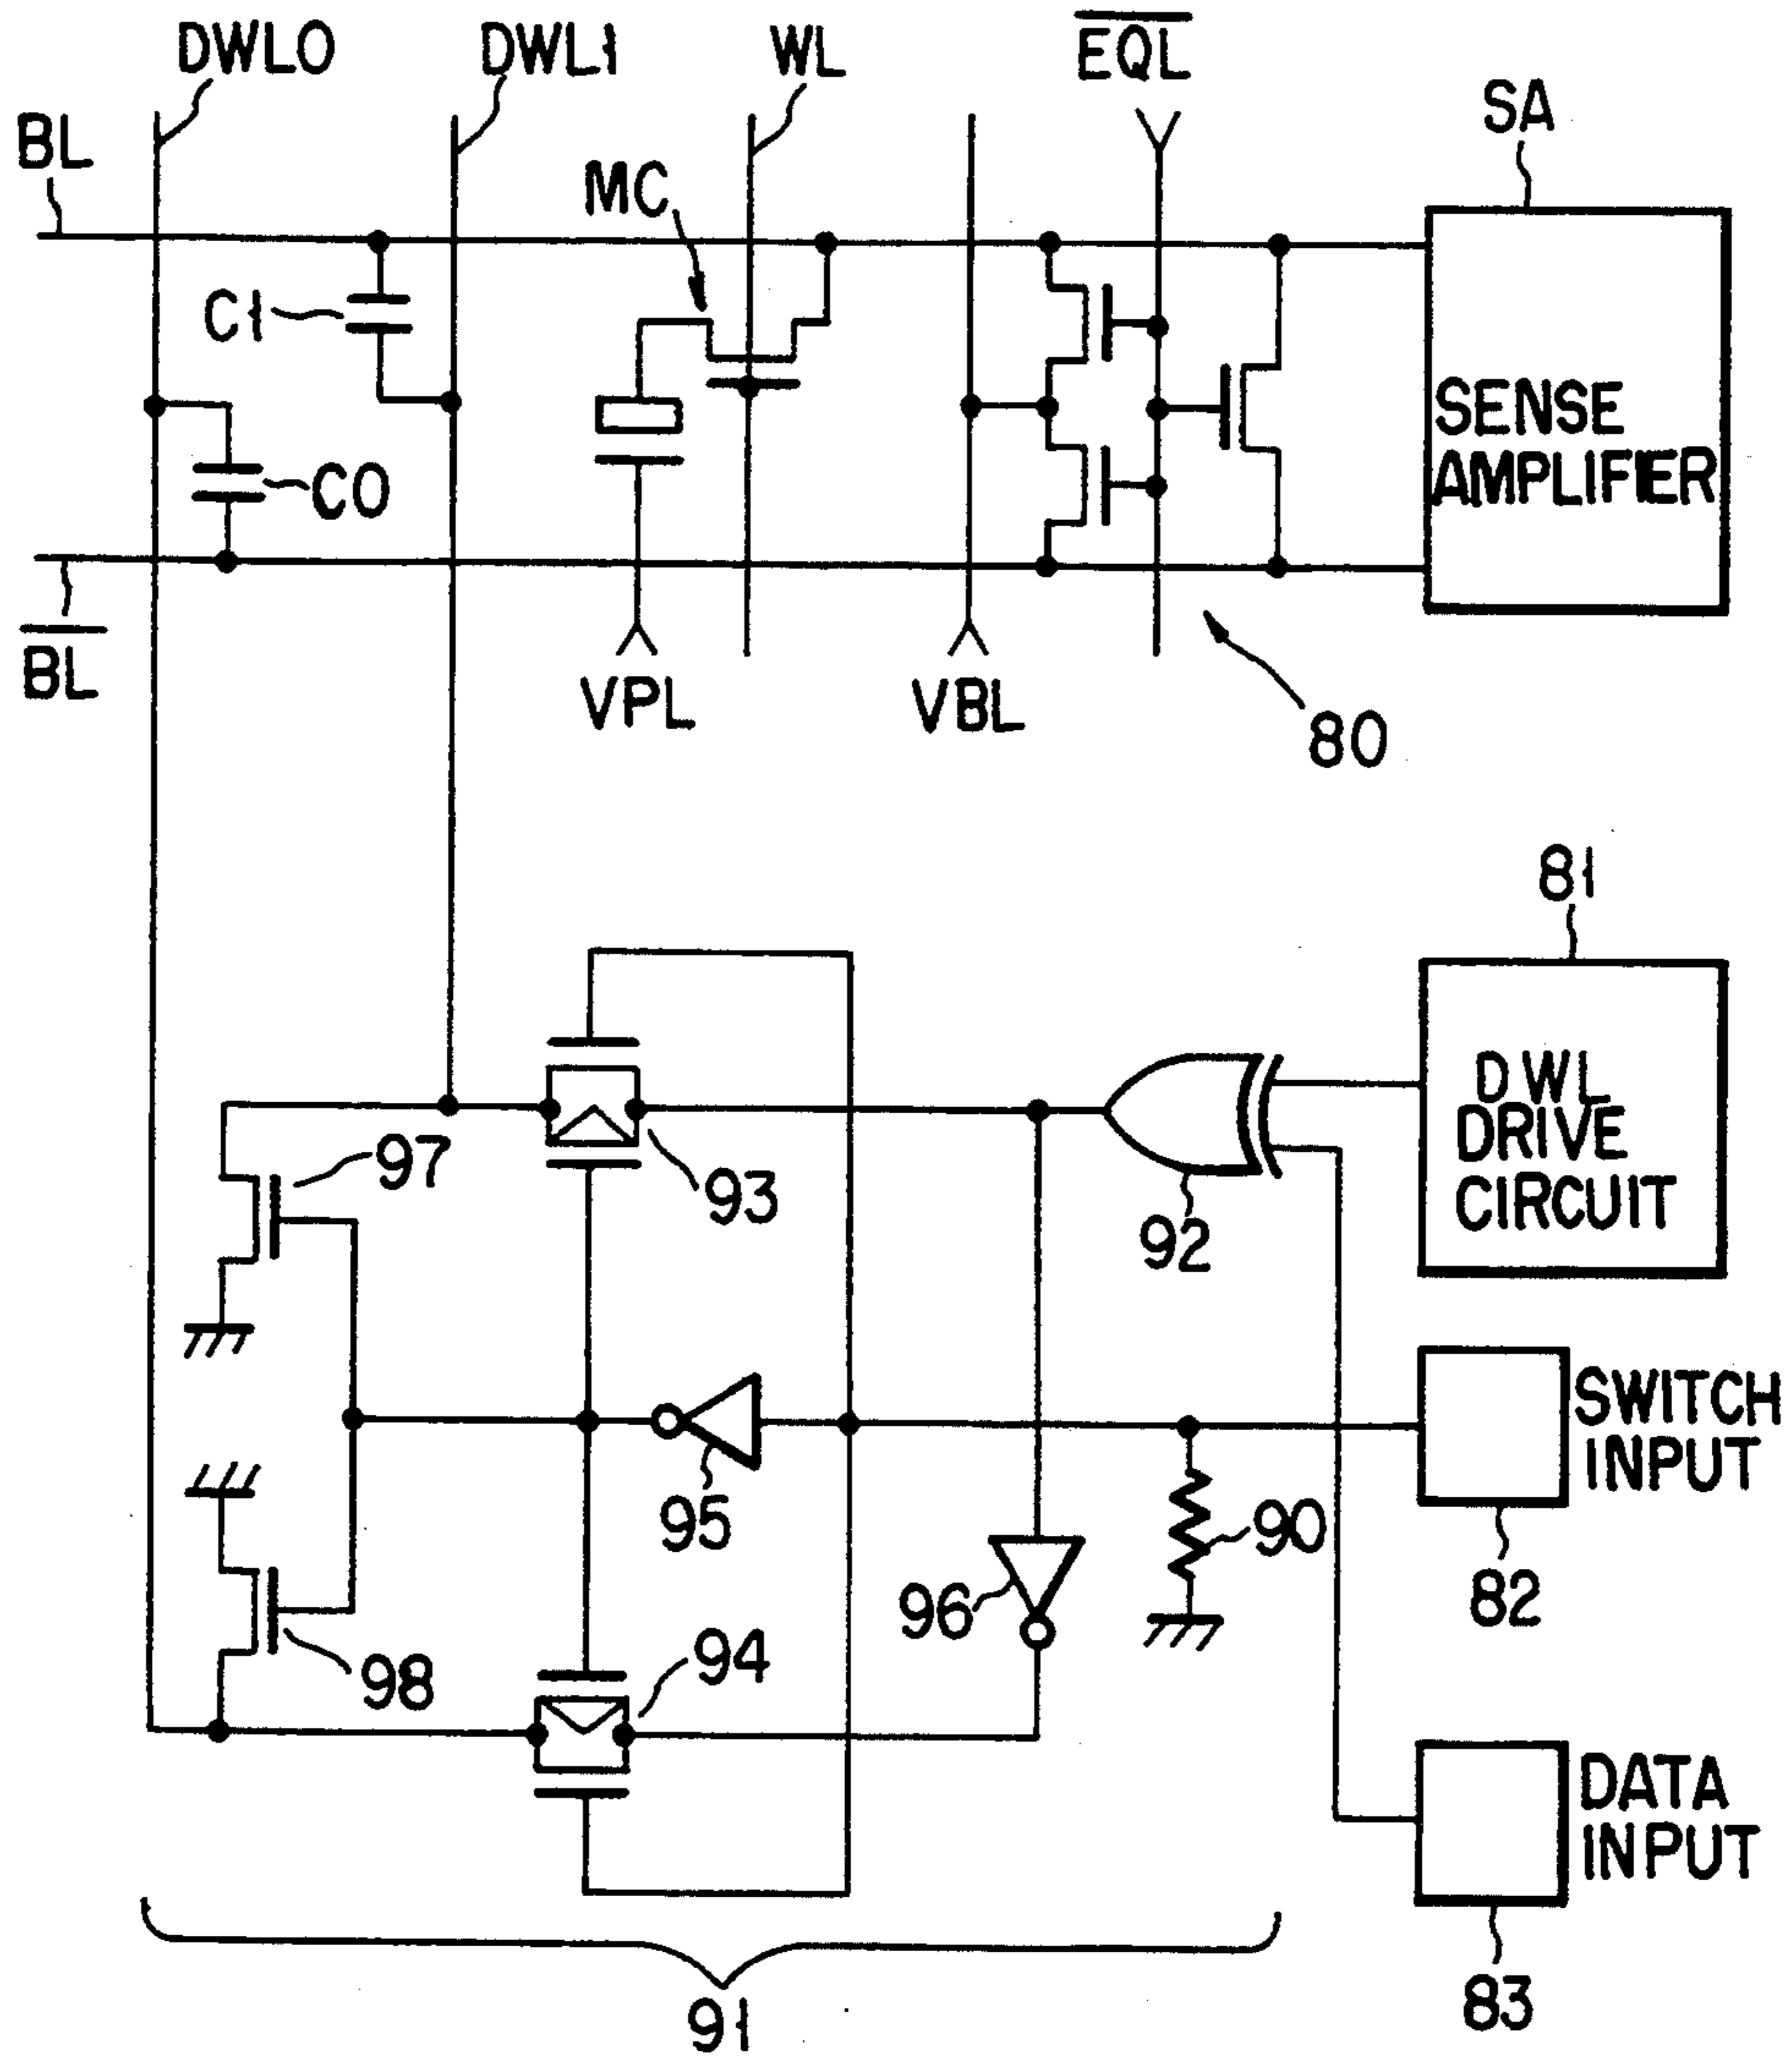 DWL0
DWL1
WL
EQL
SA
BL
MC
C1
SENSE
AMPLIFIER
C0
BL
VPL
VBL
80
81
DWL
DRIVE
CIRCUIT
97
93
92
SWITCH
INPUT
95
90
96
82
98
94
DATA
INPUT
83
91